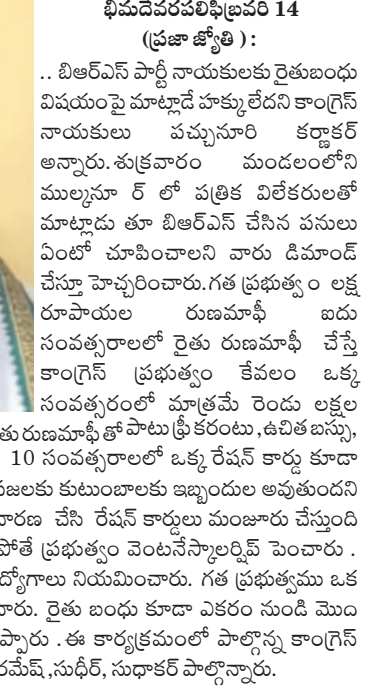 భీమదేవరపల్లిఫిబ్రవరి 14
(ప్రజా జ్యోతి ) :
.. బిఆర్ఎస్ పార్టీ నాయకులకు రైతుబంధు
విషయంపై మాట్లాడే హక్కు లేదని కాంగ్రెస్
నాయకులు పచ్చునూరి కర్ణాకర్
అన్నారు.శుక్రవారం మండలంలోని
ముల్కనూ ర్ లో పత్రిక విలేకరులతో
మాట్లాడు తూ బిఆర్ఎస్ చేసిన పనులు
ఏంటో చూపించాలని వారు డిమాండ్
చేస్తూ హెచ్చరించారు.గత ప్రభుత్వ ం లక్ష
రూపాయల రుణమాఫీ ఐదు
సంవత్సరాలలో రైతు రుణమాఫీ చేస్తే
కాంగ్రెస్ ప్రభుత్వం కేవలం ఒక్క
సంవత్సరంలో మాత్రమే రెండు లక్షల
తు రుణమాఫీ తో పాటు ఫ్రీ కరంటు ,ఉచిత బస్సు,
10 సంవత్సరాలలో ఒక్క రేషన్ కార్డు కూడా
జలకు కుటుంబాలకు ఇబ్బందుల అవుతుందని
ారణ చేసి రేషన్ కార్డులు మంజూరు చేస్తుంది
పోతే ప్రభుత్వం వెంటనేస్కాలర్షిప్ పెంచారు .
ద్యోగాలు నియమించారు. గత ప్రభుత్వము ఒక
ారు. రైతు బంధు కూడా ఎకరం నుండి మొద
ప్పారు .ఈ కార్యక్రమంలో పాల్గొన్న కాంగ్రెస్
రమేష్ ,సుధీర్, సుధాకర్ పాల్గొన్నారు.